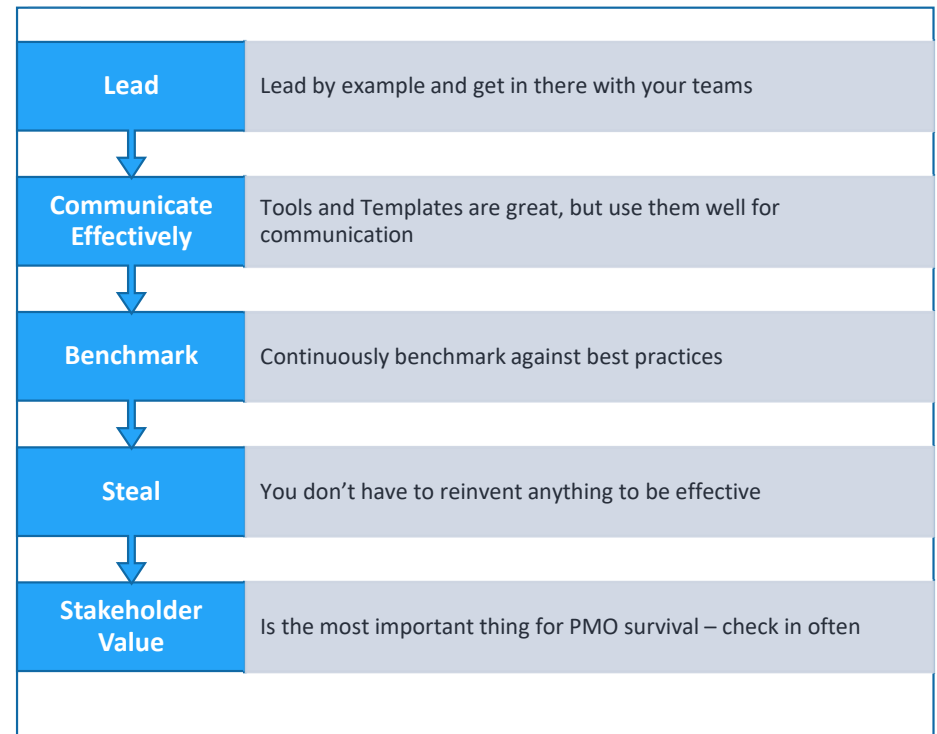 Lead
Lead by example and get in there with your teams
Communicate
Effectively
Tools and Templates are great, but use them well for
communication
Benchmark
Continuously benchmark against best practices
Steal
You don’t have to reinvent anything to be effective
Stakeholder
Value
Is the most important thing for PMO survival – check in often